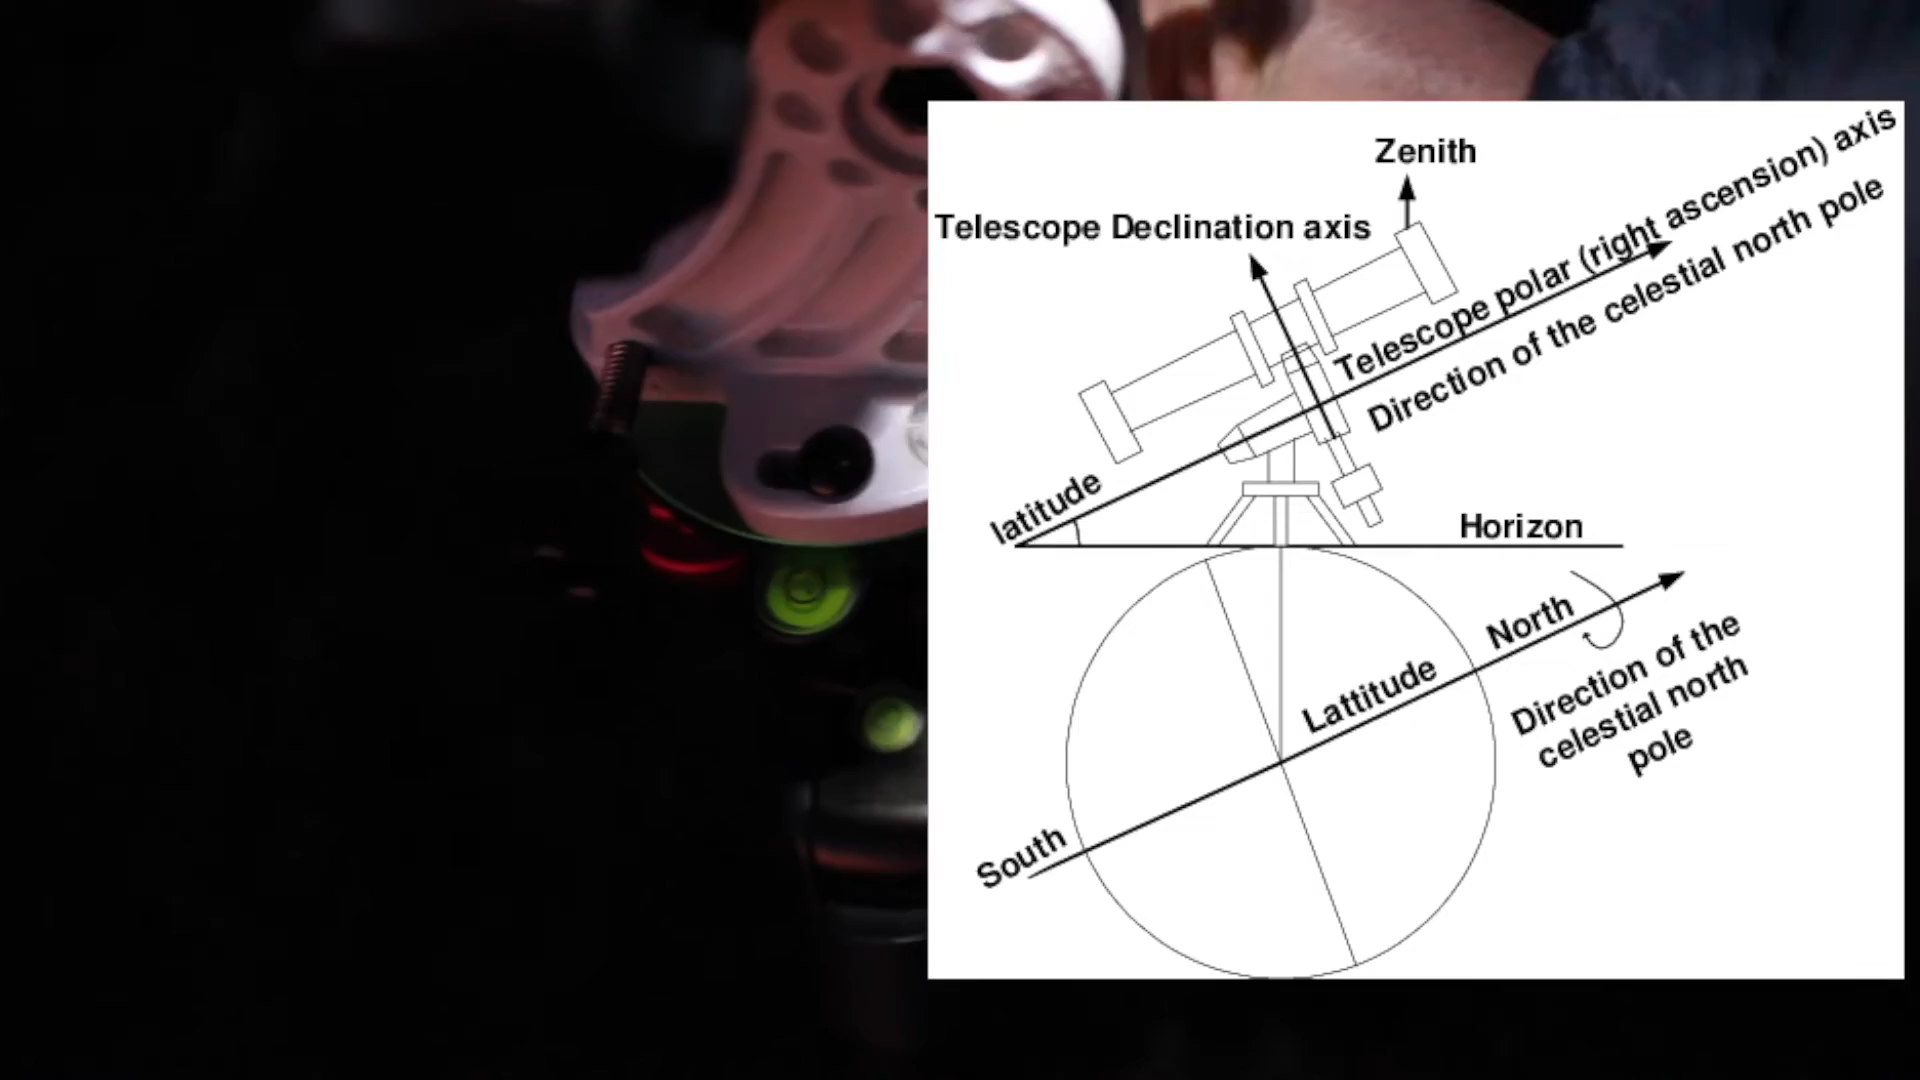 Zenith
Telescope Declination axis
Telescope polar (right ascension) axis
Direction of the celestial north pole
latitude
Horizon
North
Lattitude
Direction of the
celestial north
pole
South